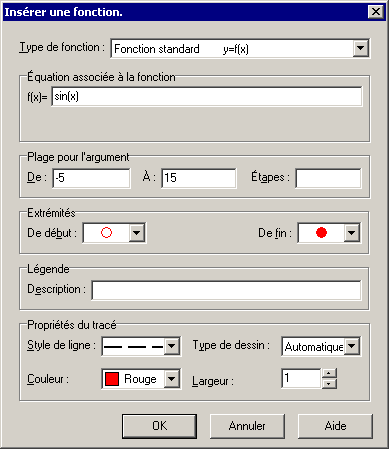 Insérer une fonction.
Type de fonction : Fonction standard y=f(x)
Équation associée à la fonction
f(x)= sin(x)
Plage pour l'argument
De : -5 À : 15 Étapes :
Extrémités
De début : De fin :
Légende
Description :
Propriétés du tracé
Style de ligne : Type de dessin : Automatique
Couleur : Rouge Largeur : 1
OK Annuler Aide